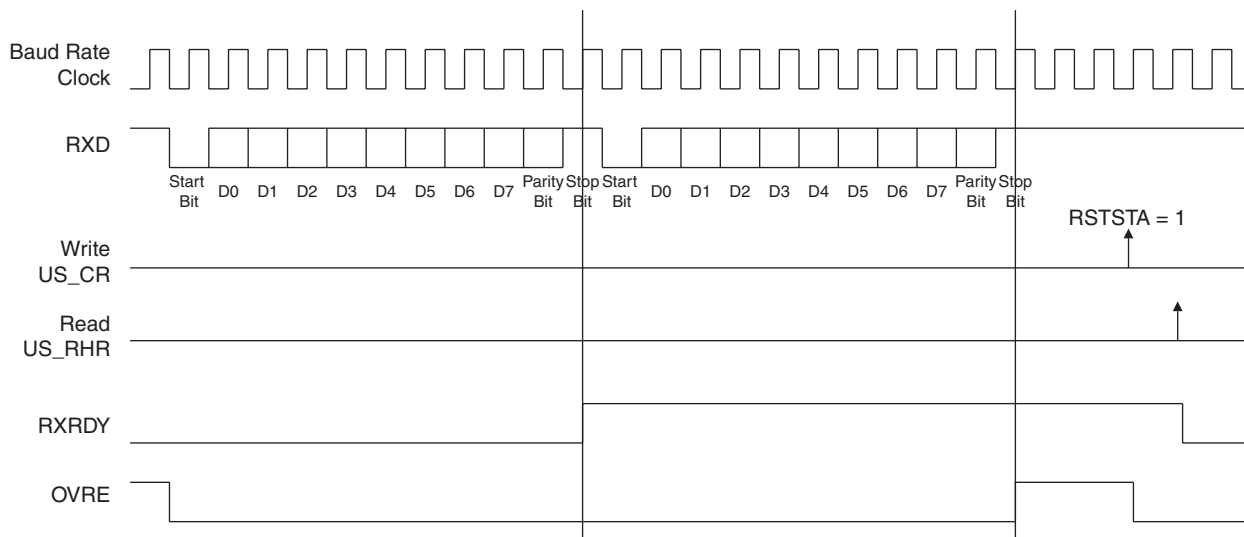 Baud Rate
Clock
RXD
Start
Bit
D0
D1
D2
D3
D4
D5
D6
D7
Parity
Bit
Stop
Bit
Start
Bit
D0
D1
D2
D3
D4
D5
D6
D7
Parity
Bit
Stop
Bit
RSTSTA = 1
Write
US_CR
Read
US_RHR
RXRDY
OVRE